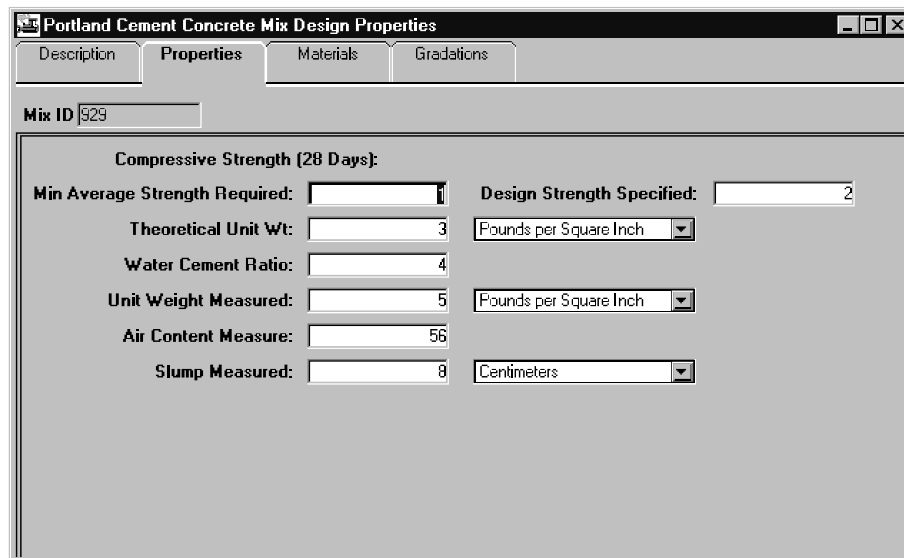 Portland Cement Concrete Mix Design Properties
Description Properties Materials Gradations
Mix ID 929
Compressive Strength (28 Days):
Min Average Strength Required: 1 Design Strength Specified: 2
Theoretical Unit Wt: 3 Pounds per Square Inch
Water Cement Ratio: 4
Unit Weight Measured: 5 Pounds per Square Inch
Air Content Measure: 56
Slump Measured: 8 Centimeters